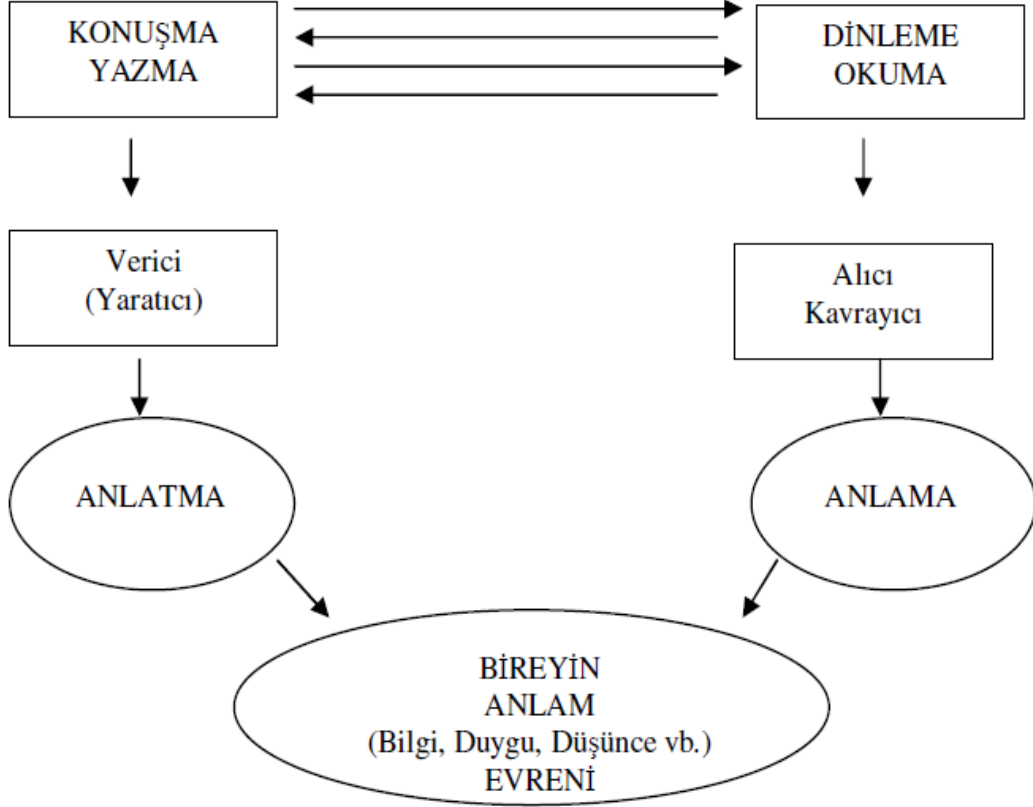 KONUŞMA
YAZMA
DİNLEME
OKUMA
Verici
(Yaratıcı)
Alıcı
Kavrayıcı
ANLATMA
ANLAMA
BİREYİN
ANLAM
(Bilgi, Duygu, Düşünce vb.)
EVRENİ